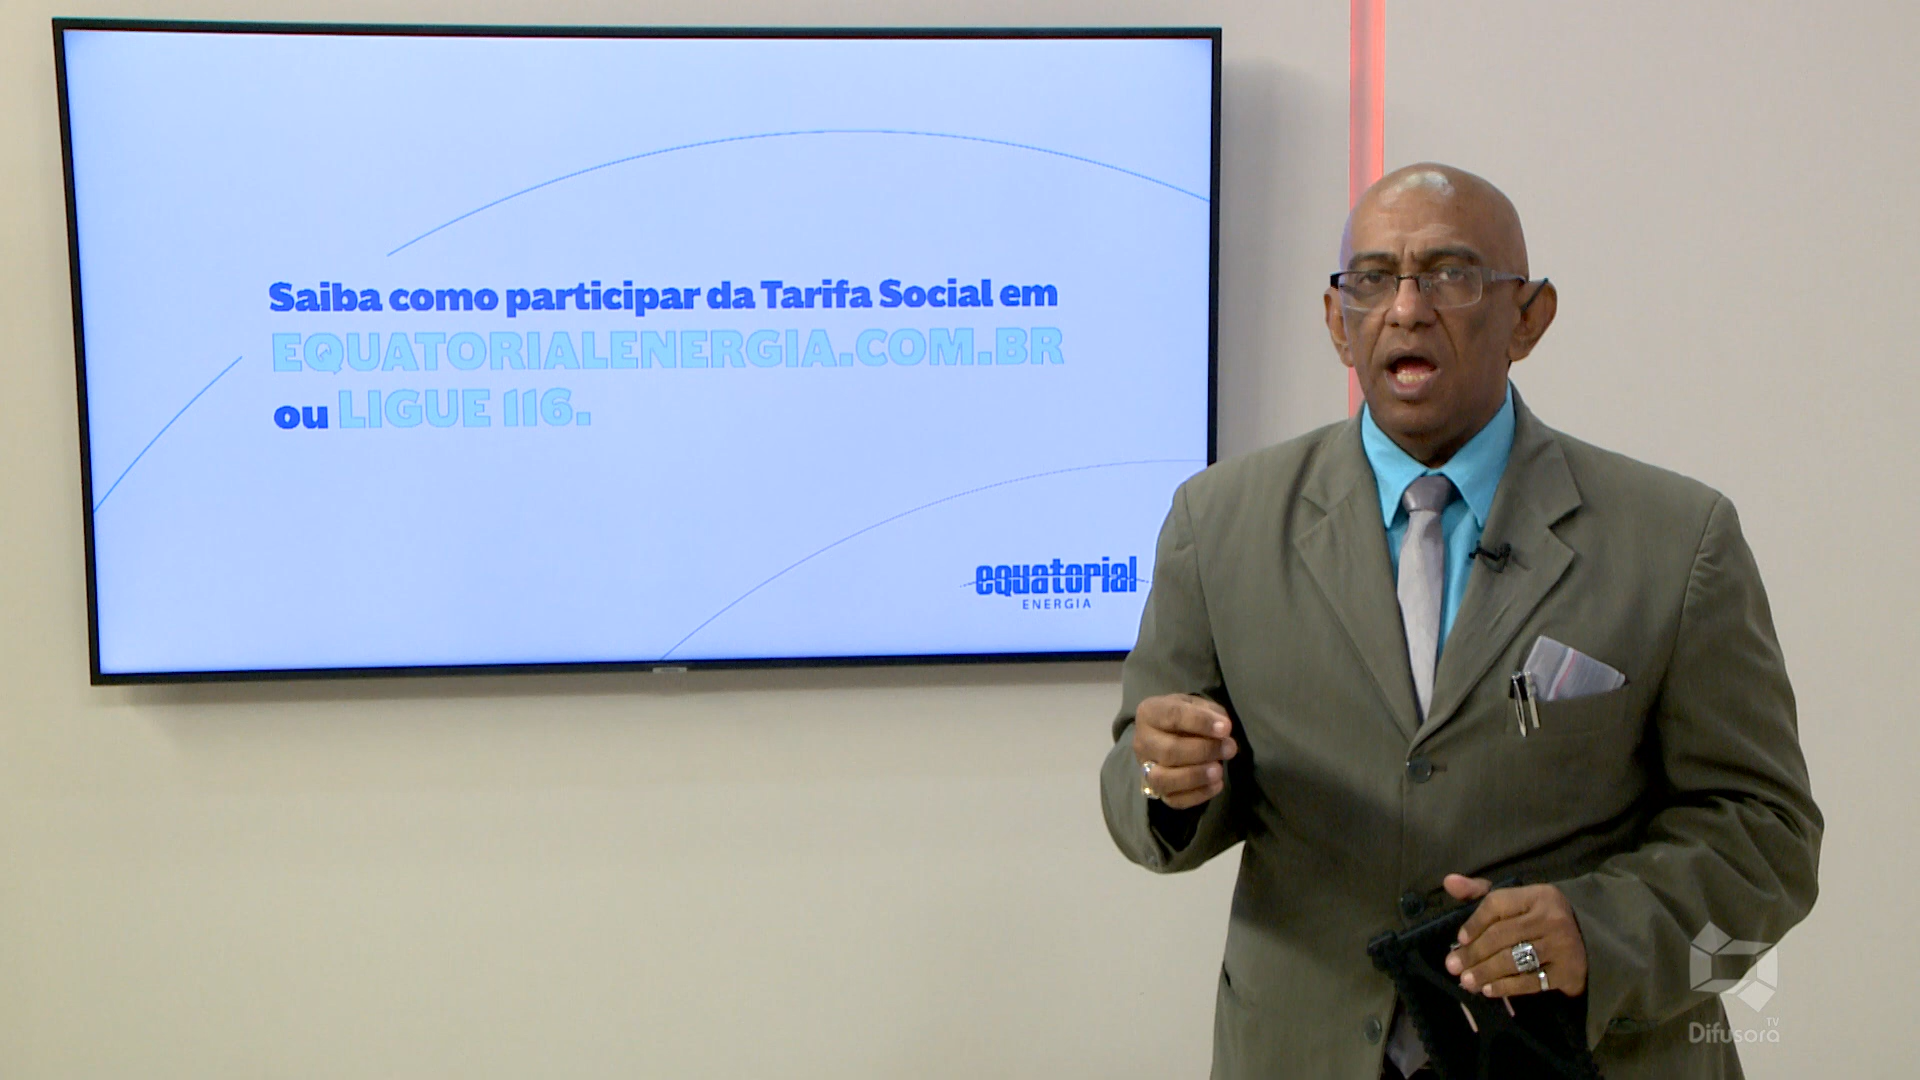 Saiba como participar da Tarifa Social em
EQUATORIALENERGIA.COM.BR
ou LIGUE 116.
equatorial
ENERGIA
TV
Difusora